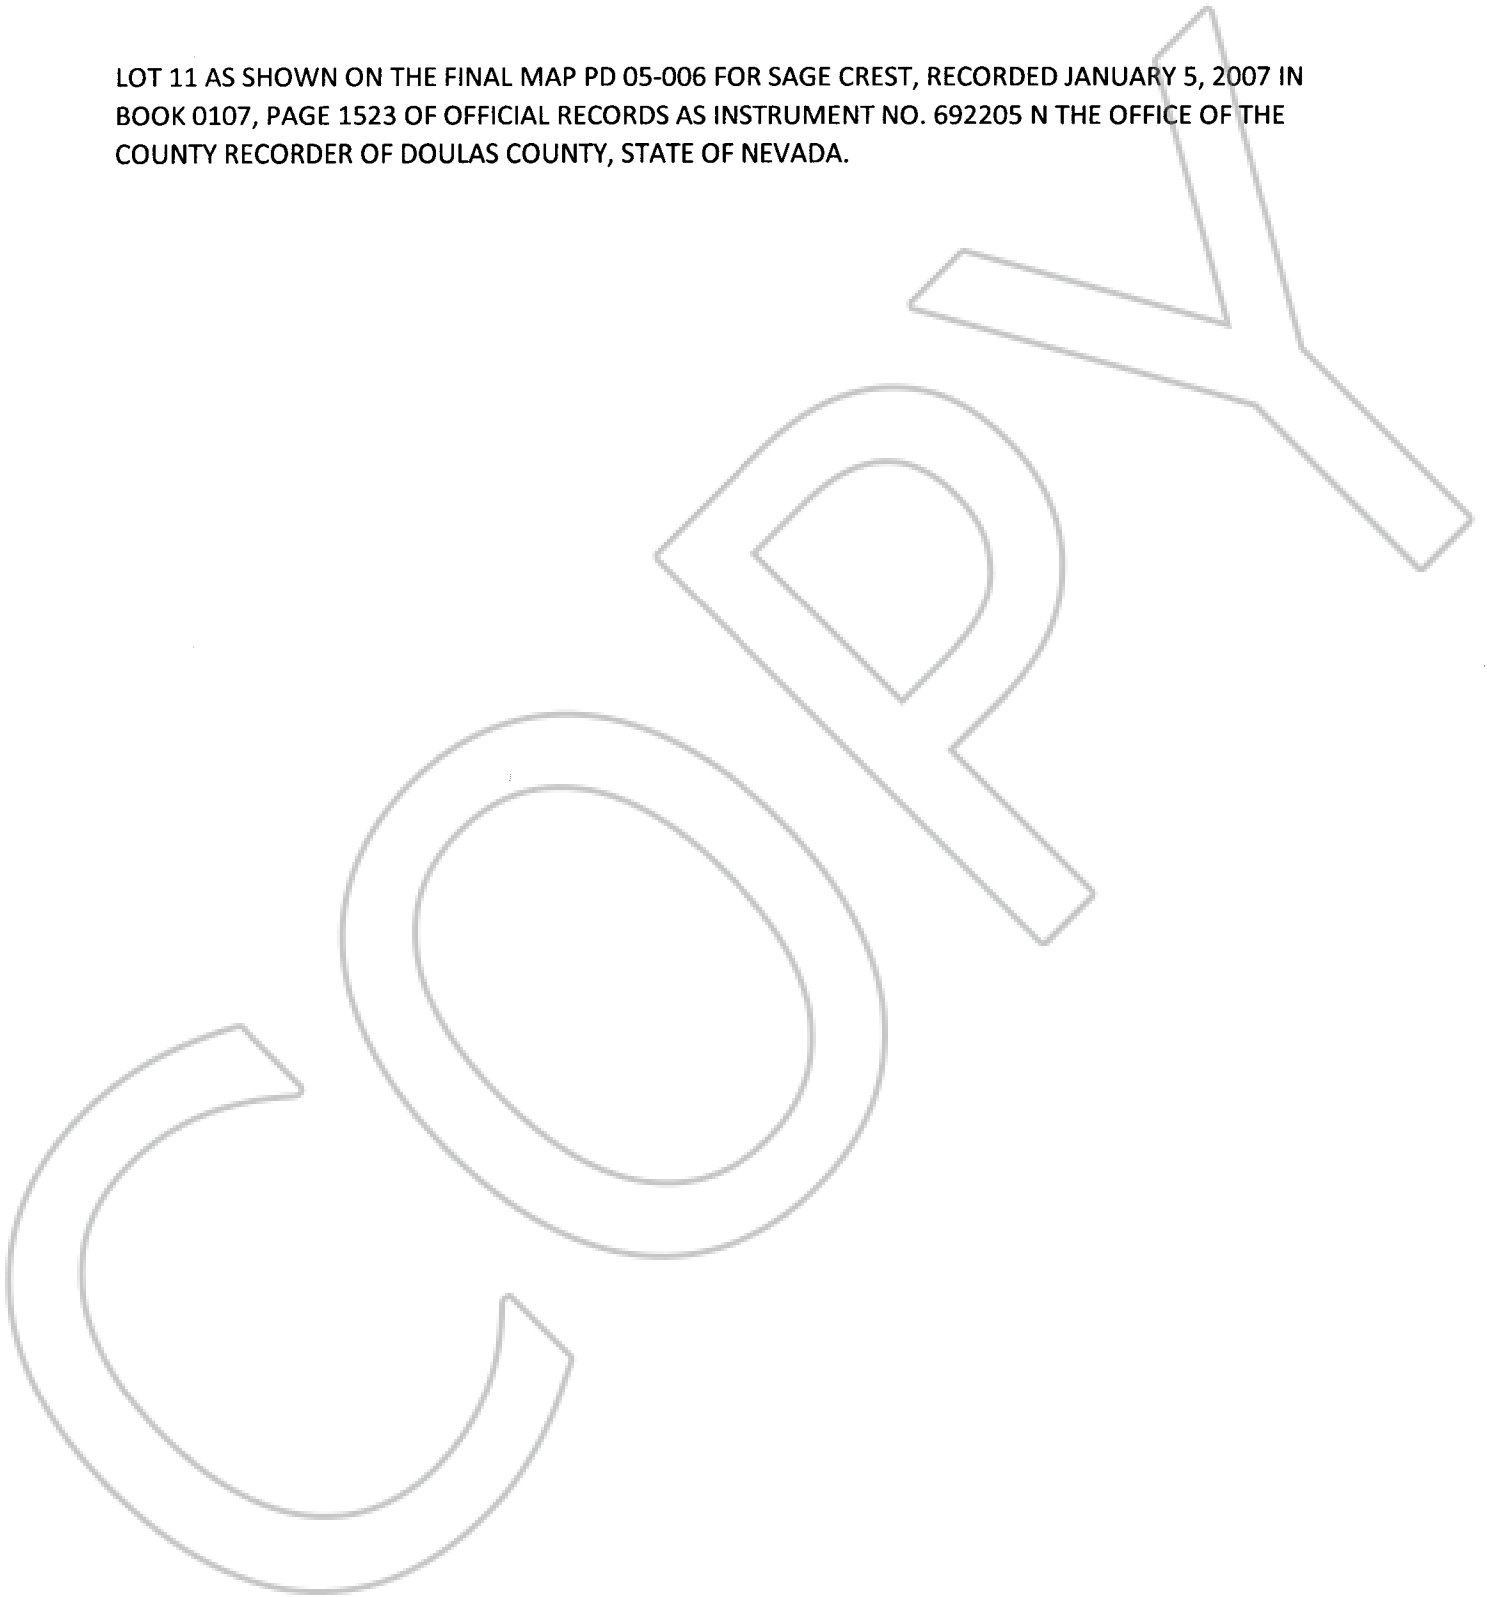 LOT 11 AS SHOWN ON THE FINAL MAP PD 05-006 FOR SAGE CREST, RECORDED JANUARY 5, 2007 IN
BOOK 0107, PAGE 1523 OF OFFICIAL RECORDS AS INSTRUMENT NO. 692205 N THE OFFICE OF THE
COUNTY RECORDER OF DOULAS COUNTY, STATE OF NEVADA.
COPY